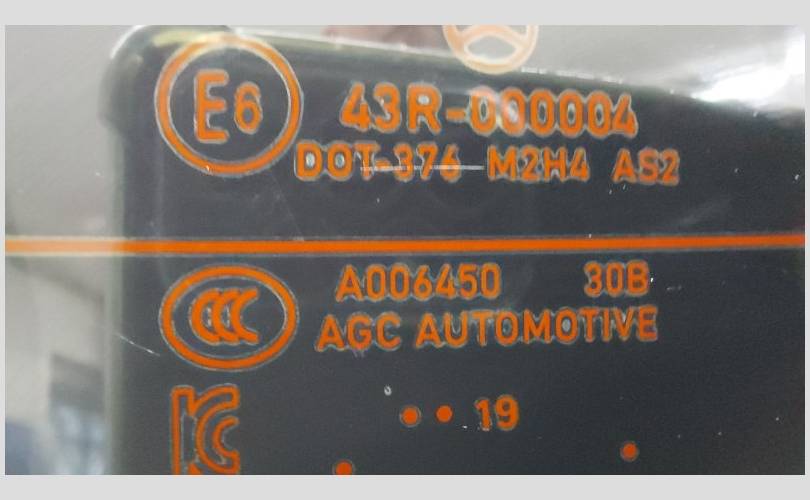 E6
43R-000004
DOT-376 M2H4 AS2
A006450 30B
AGC AUTOMOTIVE
.. 19